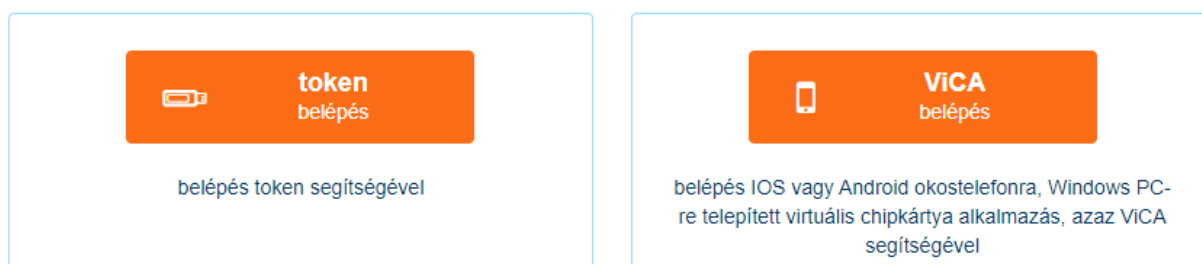 token
belépés
belépés token segítségével
ViCA
belépés
belépés IOS vagy Android okostelefonra, Windows PC-
re telepített virtuális chipkártya alkalmazás, azaz ViCA
segítségével